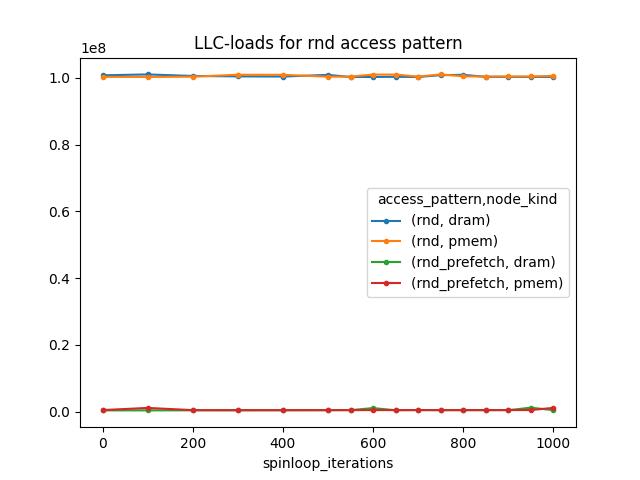 LLC-loads for rnd access pattern
1e8
1.0
0.8
0.6
0.4
0.2
0.0
access_pattern,node_kind
(rnd, dram)
(rnd, pmem)
(rnd_prefetch, dram)
(rnd_prefetch, pmem)
0 200 400 600 800 1000
spinloop_iterations